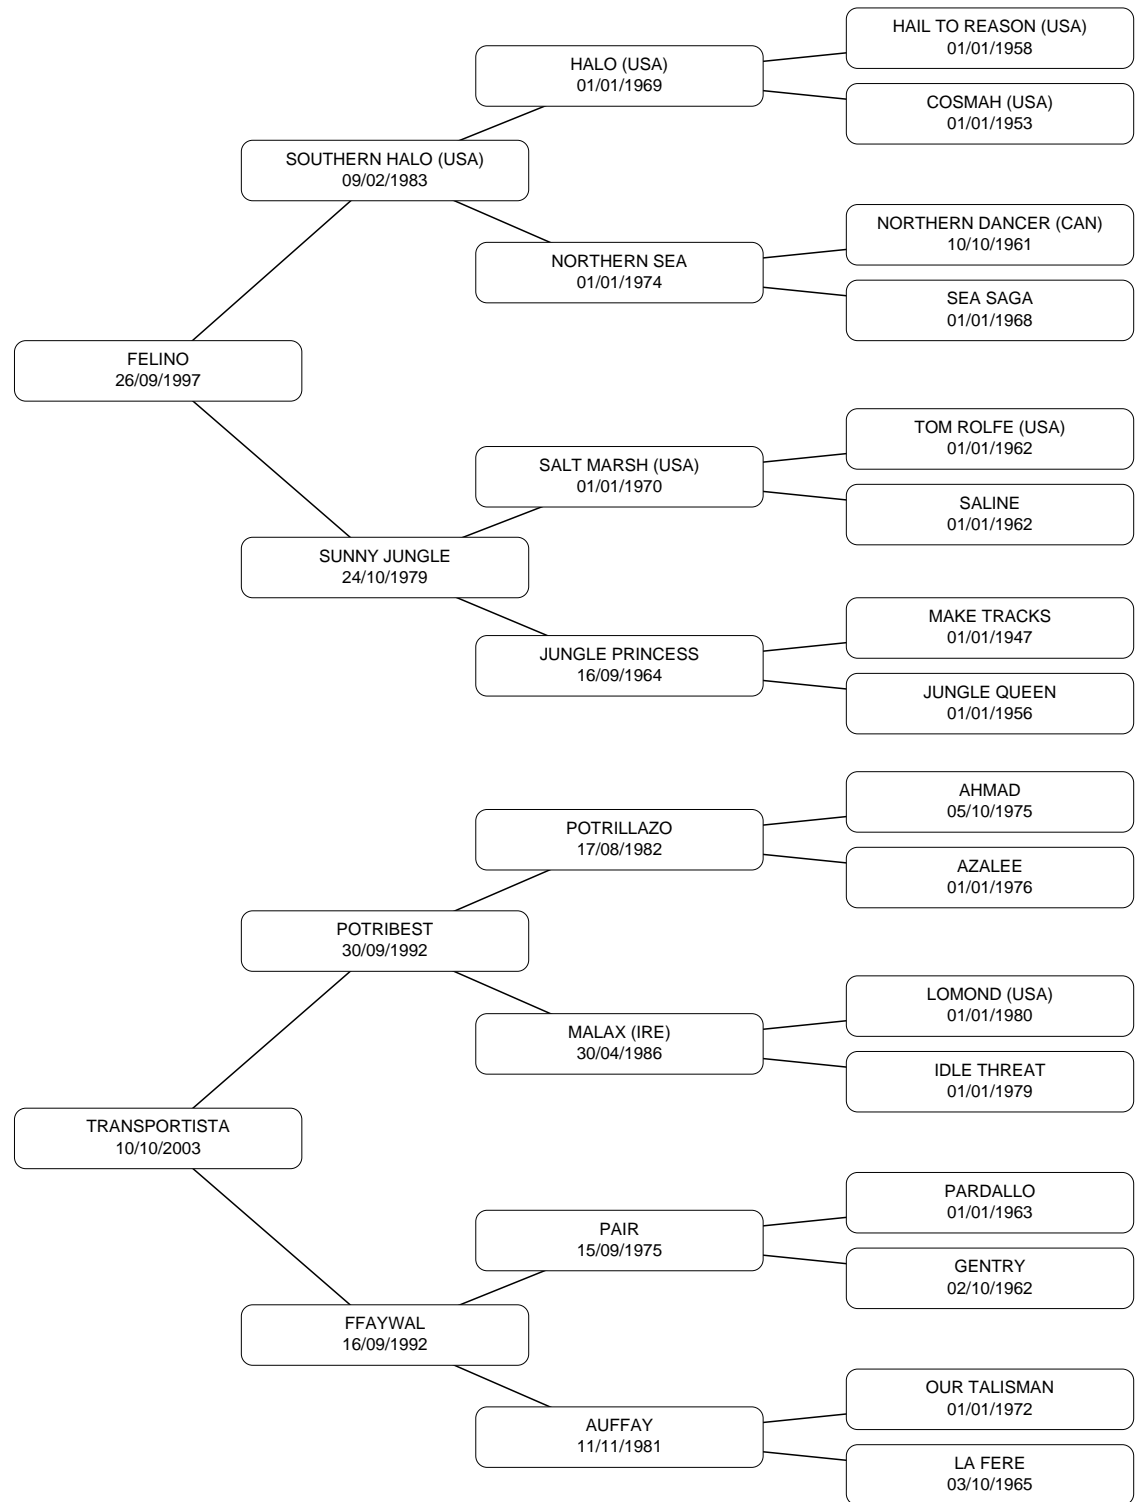 HAIL TO REASON (USA)
01/01/1958
HALO (USA)
01/01/1969
COSMAH (USA)
01/01/1953
SOUTHERN HALO (USA)
09/02/1983
NORTHERN DANCER (CAN)
10/10/1961
NORTHERN SEA
01/01/1974
SEA SAGA
01/01/1968
FELINO
26/09/1997
TOM ROLFE (USA)
01/01/1962
SALT MARSH (USA)
01/01/1970
SALINE
01/01/1962
SUNNY JUNGLE
24/10/1979
MAKE TRACKS
01/01/1947
JUNGLE PRINCESS
16/09/1964
JUNGLE QUEEN
01/01/1956
AHMAD
05/10/1975
POTRILLAZO
17/08/1982
AZALEE
01/01/1976
POTRIBEST
30/09/1992
LOMOND (USA)
01/01/1980
MALAX (IRE)
30/04/1986
IDLE THREAT
01/01/1979
TRANSPORTISTA
10/10/2003
PARDALLO
01/01/1963
PAIR
15/09/1975
GENTRY
02/10/1962
FFAYWAL
16/09/1992
OUR TALISMAN
01/01/1972
AUFFAY
11/11/1981
LA FERE
03/10/1965